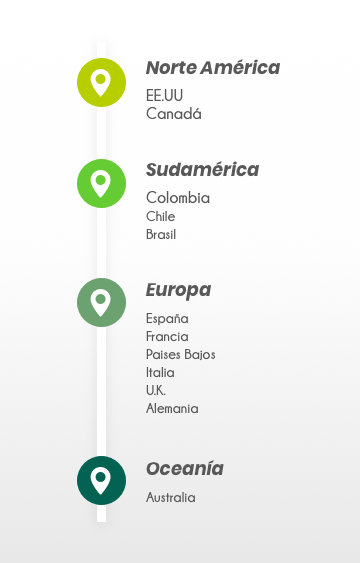 Norte América
EE.UU
Canadá
Sudamérica
Colombia
Chile
Brasil
Europa
España
Francia
Paises Bajos
Italia
U.K.
Alemania
Oceanía
Australia